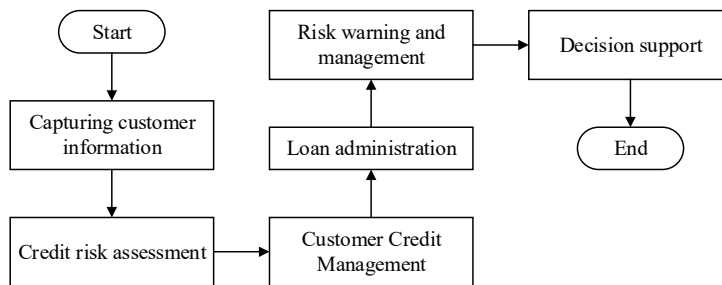 Start
Capturing customer
information
Credit risk assessment
Customer Credit
Management
Loan administration
Risk warning and
management
Decision support
End